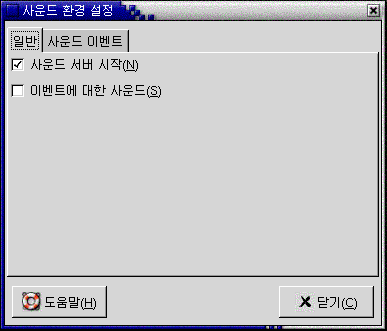 사운드 환경 설정
일반 사운드 이벤트
사운드 서버 시작(N)
이벤트에 대한 사운드(S)
도움말(H) 닫기(C)